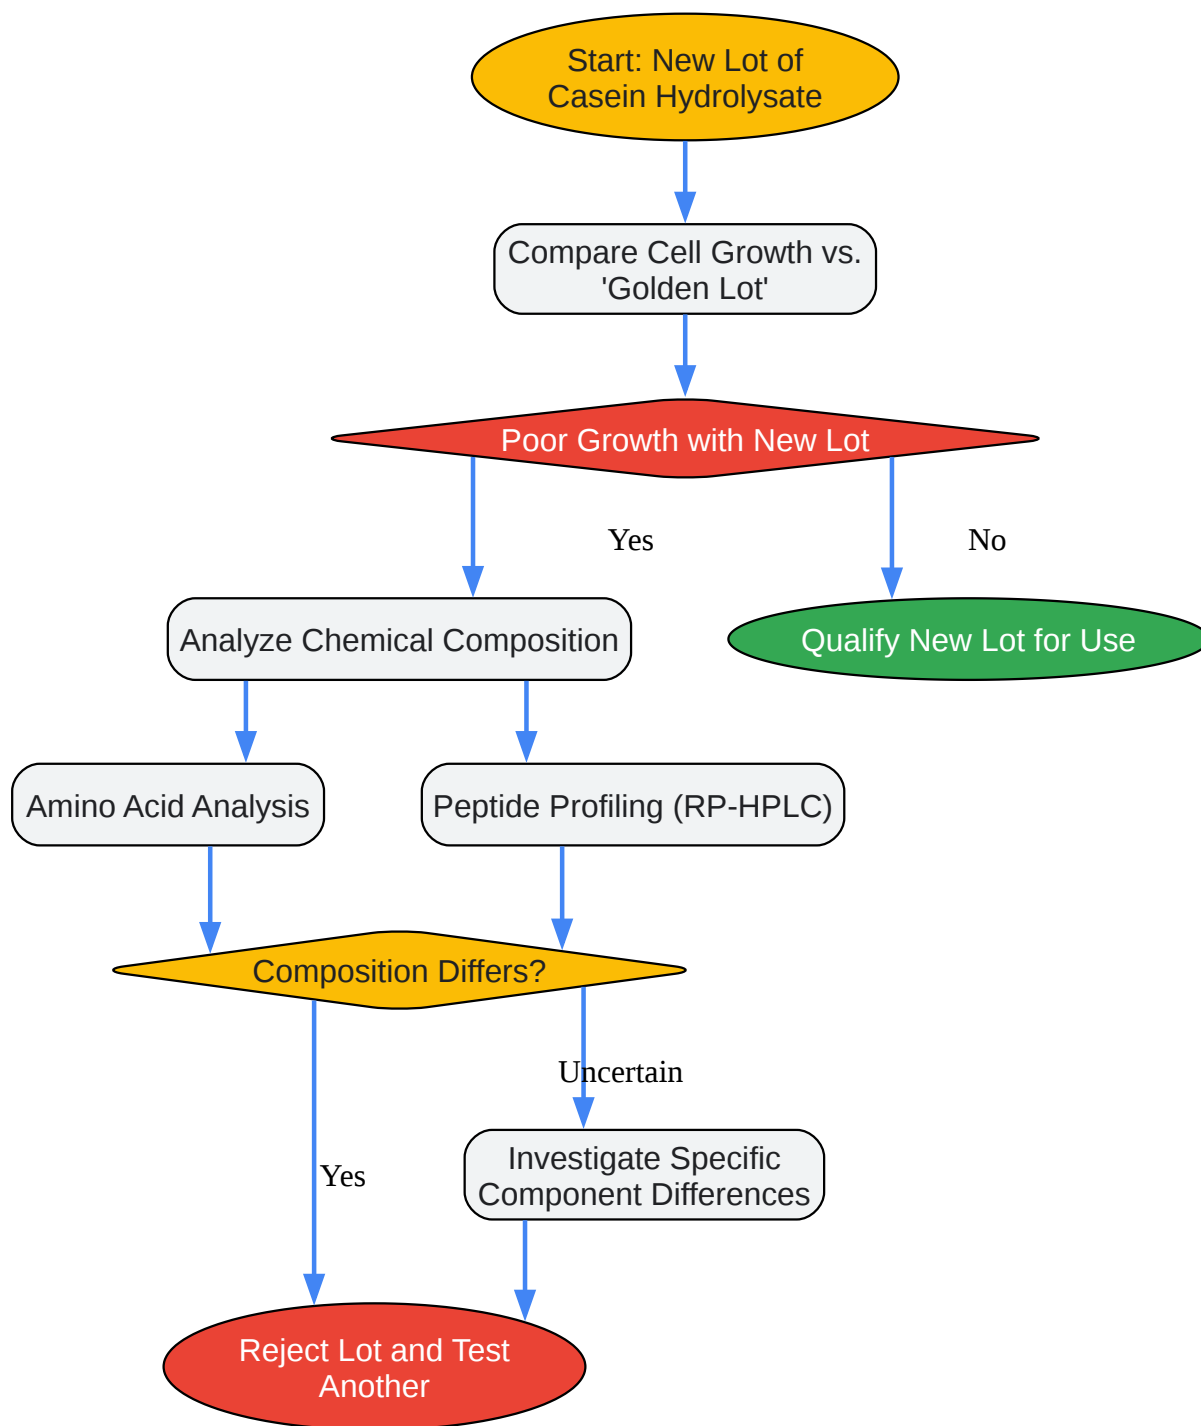 Start: New Lot of
Casein Hydrolysate
Compare Cell Growth vs.
'Golden Lot'
Poor Growth with New Lot
Yes
No
Analyze Chemical Composition
Qualify New Lot for Use
Amino Acid Analysis
Peptide Profiling (RP-HPLC)
Composition Differs?
Uncertain
Investigate Specific
Component Differences
Yes
Reject Lot and Test
Another